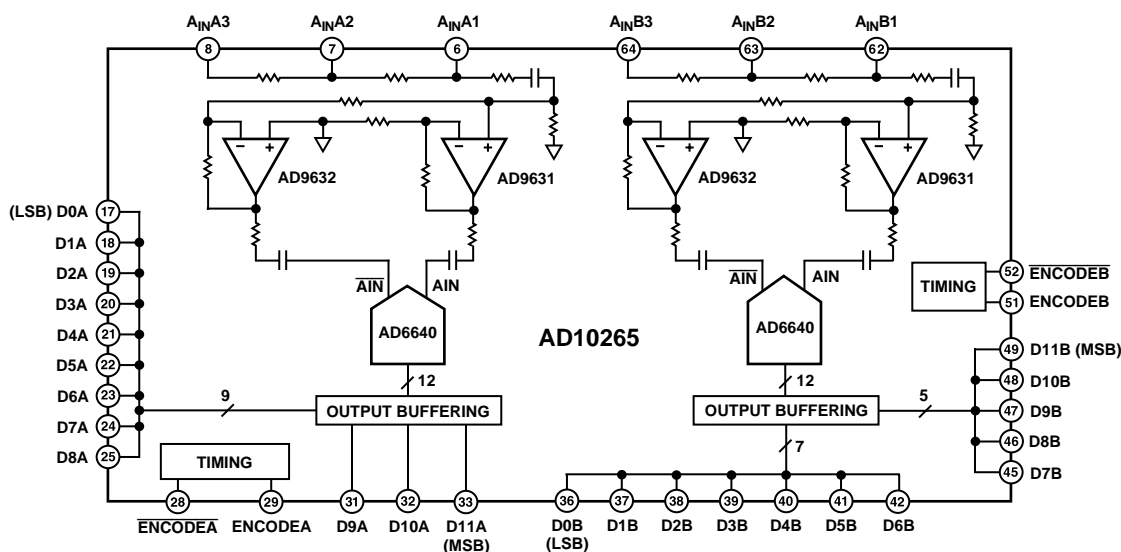 AINA3 AINA2 AINA1 AINB3 AINB2 AINB1
8 7 6 64 63 62
– + – + – + – +
AD9632 AD9631 AD9632 AD9631
(LSB) D0A 17
D1A 18
D2A 19
D3A 20
D4A 21
D5A 22
D6A 23
D7A 24
D8A 25
AIN AIN
AD6640
12
9
OUTPUT BUFFERING
TIMING
AD10265
AIN AIN
AD6640
12
OUTPUT BUFFERING
5
7
TIMING
52 ENCODEB
51 ENCODEB
49 D11B (MSB)
48 D10B
47 D9B
46 D8B
45 D7B
28 29 31 32 33 36 37 38 39 40 41 42
ENCODEA ENCODEA D9A D10A D11A D0B D1B D2B D3B D4B D5B D6B
(MSB) (LSB)